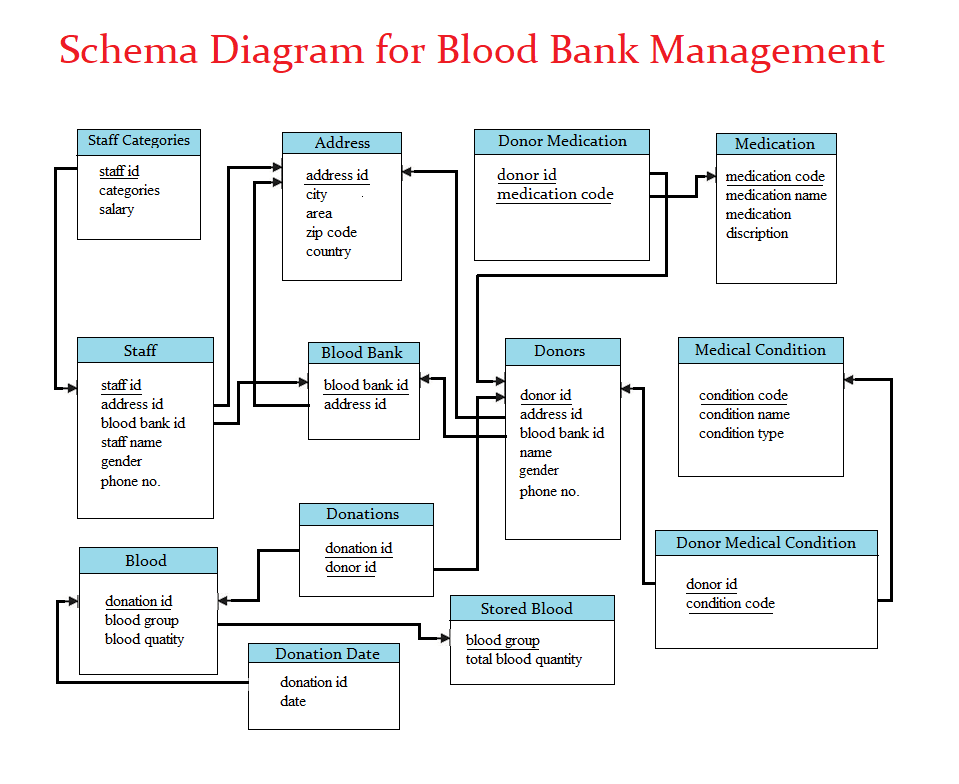 Schema Diagram for Blood Bank Management
Staff Categories
staff id
categories
salary
Address
address id
city
area
zip code
country
Donor Medication
donor id
medication code
Medication
medication code
medication name
medication
discription
Staff
staff id
address id
blood bank id
staff name
gender
phone no.
Blood Bank
blood bank id
address id
Donors
donor id
address id
blood bank id
name
gender
phone no.
Medical Condition
condition code
condition name
condition type
Donations
donation id
donor id
Donor Medical Condition
donor id
condition code
Blood
donation id
blood group
blood quatity
Stored Blood
blood group
total blood quantity
Donation Date
donation id
date